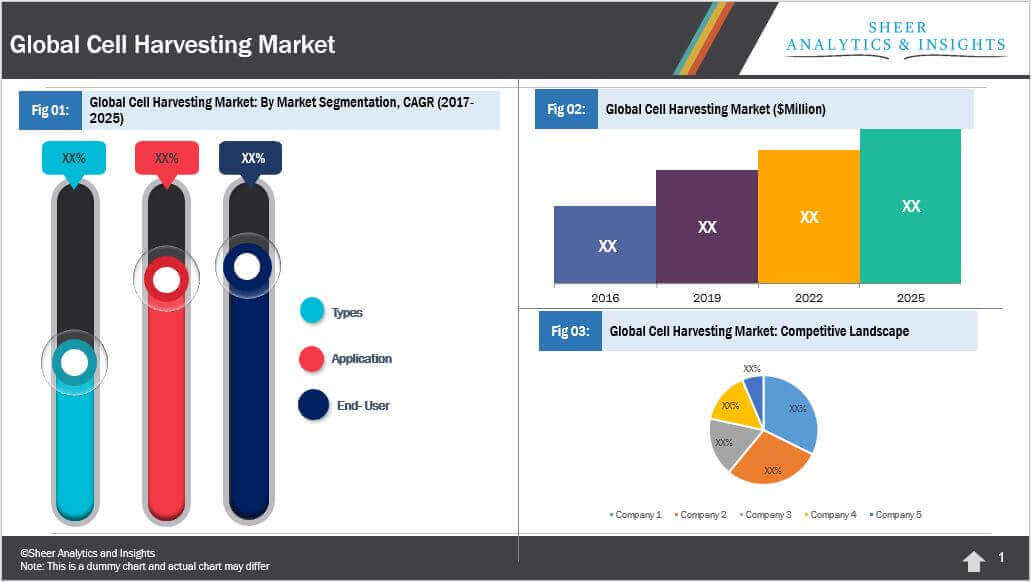 Global Cell Harvesting Market
SHEER
ANALYTICS & INSIGHTS
Fig 01:
Global Cell Harvesting Market: By Market Segmentation, CAGR (2017-
2025)
XX%
XX%
XX%
Types
Application
End- User
Fig 02:
Global Cell Harvesting Market ($Million)
XX
XX
XX
XX
2016
2019
2022
2025
Fig 03:
Global Cell Harvesting Market: Competitive Landscape
XX%
XX%
XX%
XX%
XX%
Company 1
Company 2
Company 3
Company 4
Company 5
©Sheer Analytics and Insights
Note: This is a dummy chart and actual chart may differ
1